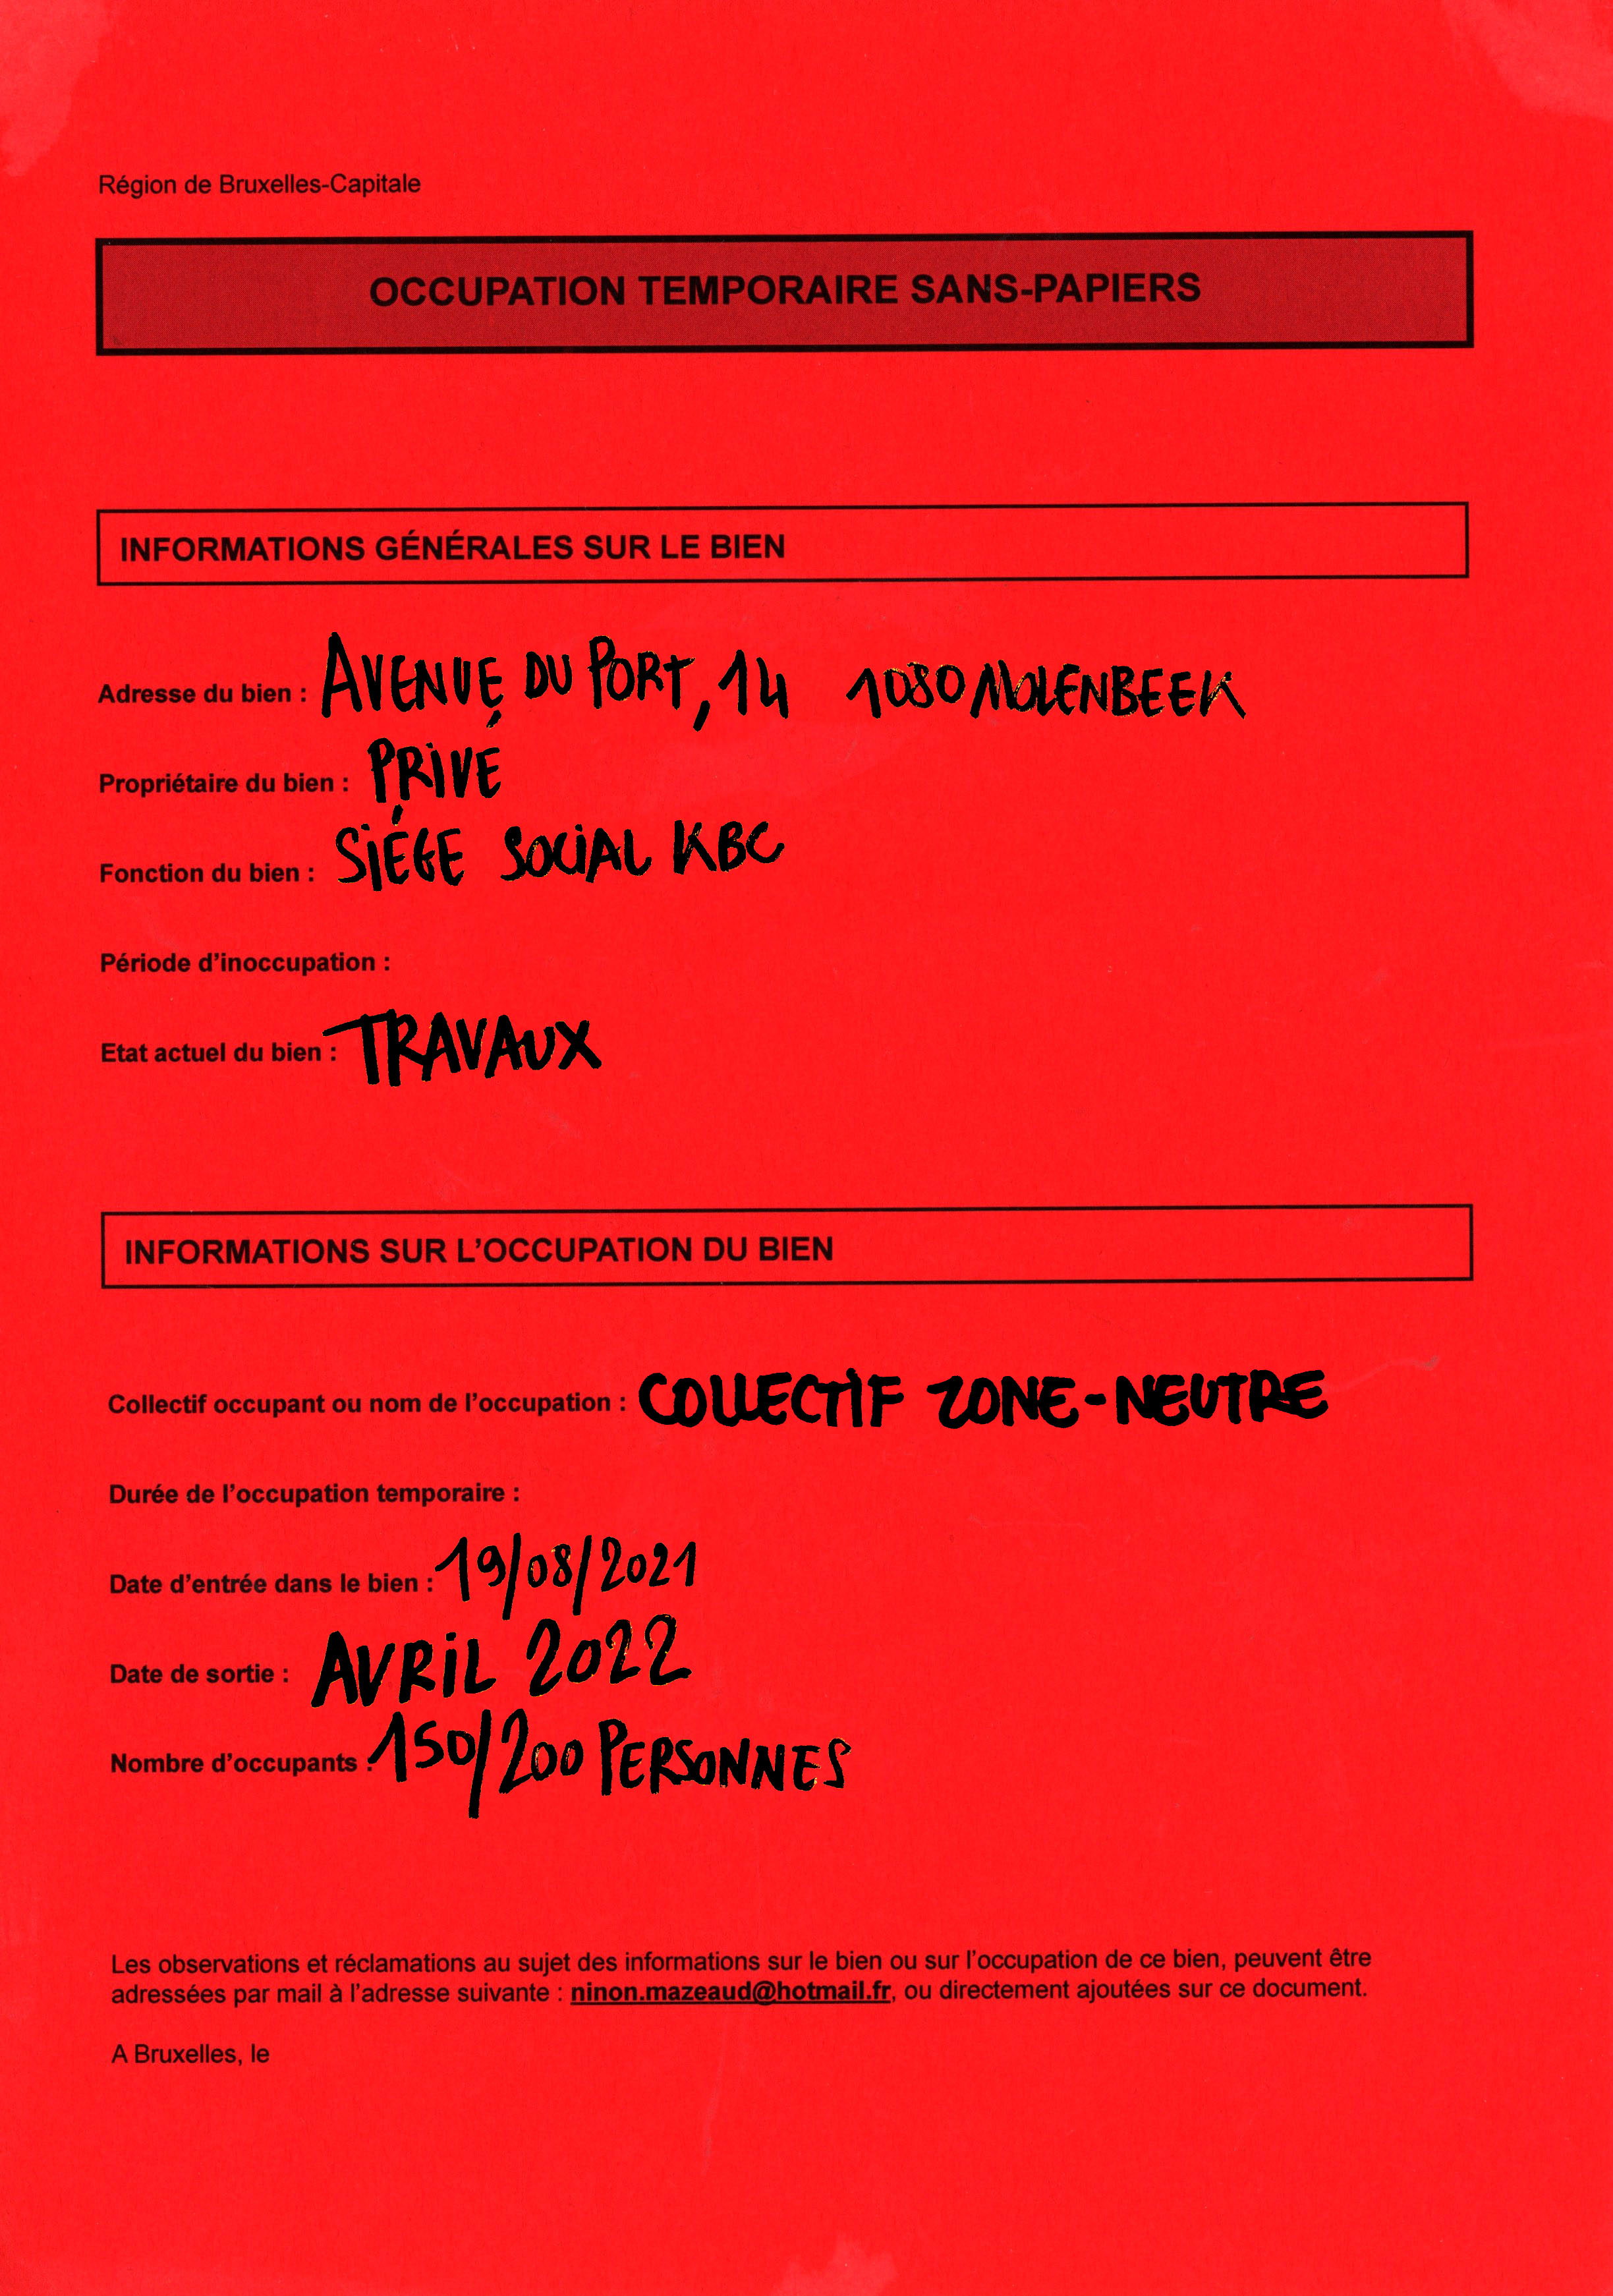 Région de Bruxelles-Capitale
OCCUPATION TEMPORAIRE SANS-PAPIERS
INFORMATIONS GÉNÉRALES SUR LE BIEN
Adresse du bien : AVENUE DU PORT, 14 1080 MOLENBEEK
Propriétaire du bien : PRIVÉ
Fonction du bien : SIÉGE SOCIAL KBC
Période d'inoccupation :
Etat actuel du bien : TRAVAUX
INFORMATIONS SUR L'OCCUPATION DU BIEN
Collectif occupant ou nom de l'occupation : COLLECTIF ZONE-NEUTRE
Durée de l'occupation temporaire :
Date d'entrée dans le bien : 19/08/2021
Date de sortie : AVRIL 2022
Nombre d'occupants : 150/200 PERSONNES
Les observations et réclamations au sujet des informations sur le bien ou sur l'occupation de ce bien, peuvent être
adressées par mail à l'adresse suivante : ninon.mazeaud@hotmail.fr, ou directement ajoutées sur ce document.
A Bruxelles, le